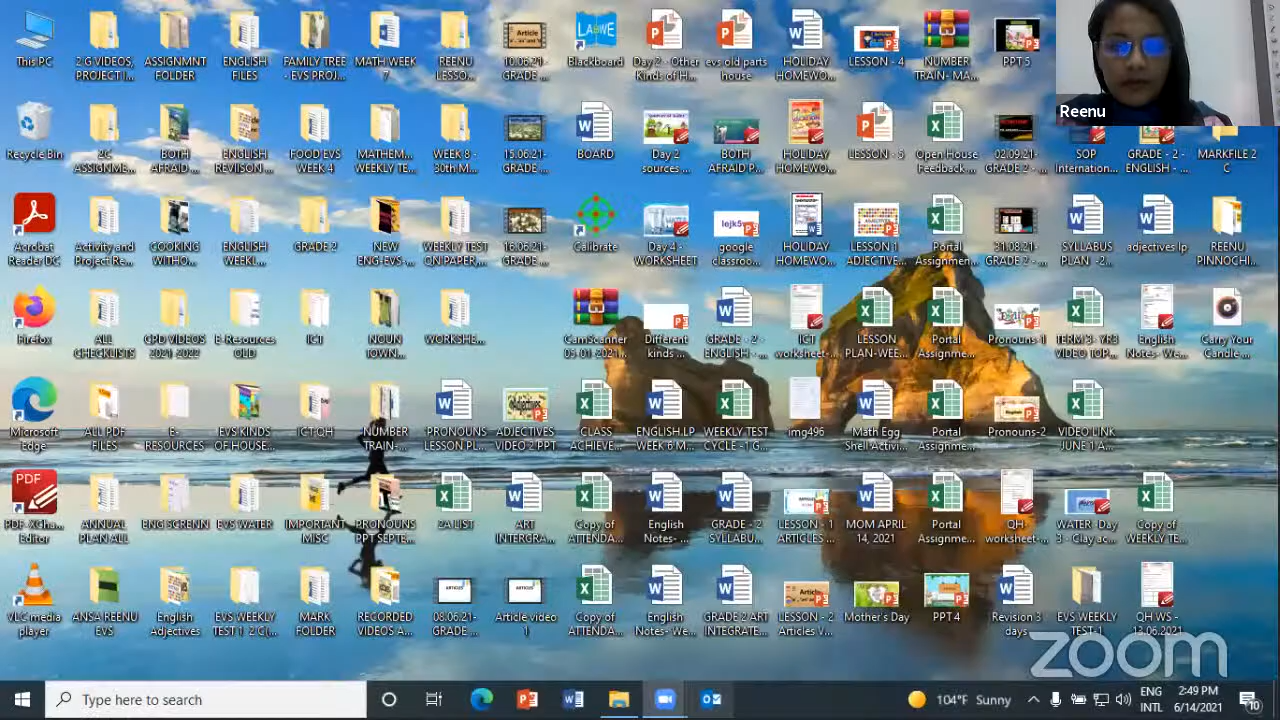 This PC
2 G VIDEOS, PROJECT I...
ASSIGNMNT FOLDER
ENGLISH FILES
FAMILY TREE - EVS PROJ...
MATH WEEK 7
REENU LESSO...
10.06.21- GRADE ...
Blackboard
Day 2 - Other Kinds of H...
evs old parts house
HOLIDAY HOMEWO...
LESSON - 4
NUMBER TRAIN- MA...
PPT 5
Reenu
Recycle Bin
2C ASSIGNME...
BOTH AFRAID ...
ENGLISH REVIISON ...
FOOD EVS WEEK 4
MATHEM... WEEKLY TE...
WEEK 8 - 30th M...
15.06.21- GRADE ...
BOARD
Day 2 sources ...
BOTH AFRAID P...
HOLIDAY HOMEWO...
LESSON - 5
Open House Feedback ...
02.09.21- GRADE 2 - ...
SOP Internation...
GRADE - 2 - ENGLISH - ...
MARKFILE 2 C
Acrobat Reader DC
Activity and Project Re...
COOKING WITHO...
ENGLISH WEEKL...
GRADE 2
NEW ENG-EVS-...
WEEKLY TEST QN PAPER,...
16.06.21- GRADE ...
Calibrate
Day 4 - WORKSHEET
google classroo...
HOLIDAY HOMEWO...
LESSON 1 ADJECTIVE...
Portal Assignmen...
31.08.21- GRADE 2 - ...
SYLLABUS PLAN -2...
adjectives lp
REENU PINNOCHI...
Firefox
ALL CHECKLISTS
CPD VIDEOS 2021-2022
E-Resources OLD
ICT
NOUN TOWN...
WORKSHE...
CamScanner 05-01-2021...
Different kinds ...
GRADE - 2 - ENGLISH - ...
ICT worksheet-...
LESSON PLAN-WEE...
Portal Assignme...
Pronouns-1
TERM 3- YR3 VIDEO TOP...
English Notes- We...
Carry Your Candle ...
Microsoft Edge
ALL PDF FILES
E- RESOURCES
EVS KINDS OF HOUSE...
ICT QH
NUMBER TRAIN-...
PRONOUNS LESSON PL...
ADJECTIVES VIDEO 2 PPT
CLASS ACHIEVE...
ENGLISH.LP WEEK 6 M...
WEEKLY TEST CYCLE -1 G...
img496
Math Egg Shell Activi...
Portal Assignme...
Pronouns-2
VIDEO LINK JUNE 1 A...
PDF-XCha... Editor
ANNUAL PLAN ALL
ENG SCRENN
EVS WATER
IMPORTANT MISC
PRONOUNS PPT SEPTE...
2A LIST
ART INTERGRA...
Copy of ATTENDA...
English Notes- ...
GRADE - 2 SYLLABU...
LESSON - 1 ARTICLES ...
MOM APRIL 14, 2021
Portal Assignme...
QH- worksheet-...
WATER -Day 3 - Clay ac...
Copy of WEEKLY TE...
VLC media player
ANSA REENU EVS
English Adjectives
EVS WEEKLY TEST 1 2 C(...
MARK FOLDER
RECORDED VIDEOS A...
08.06.21- GRADE ...
Article video 1
Copy of ATTENDA...
English Notes- We...
GRADE 2 ART INTEGRATE...
LESSON - 2 Articles V...
Mother's Day
PPT 4
Revision 3 days
EVS WEEKLY TEST-1
QH WS - 13.06.2021
zoom
Type here to search
104°F Sunny
ENG INTL
2:49 PM
6/14/2021
10